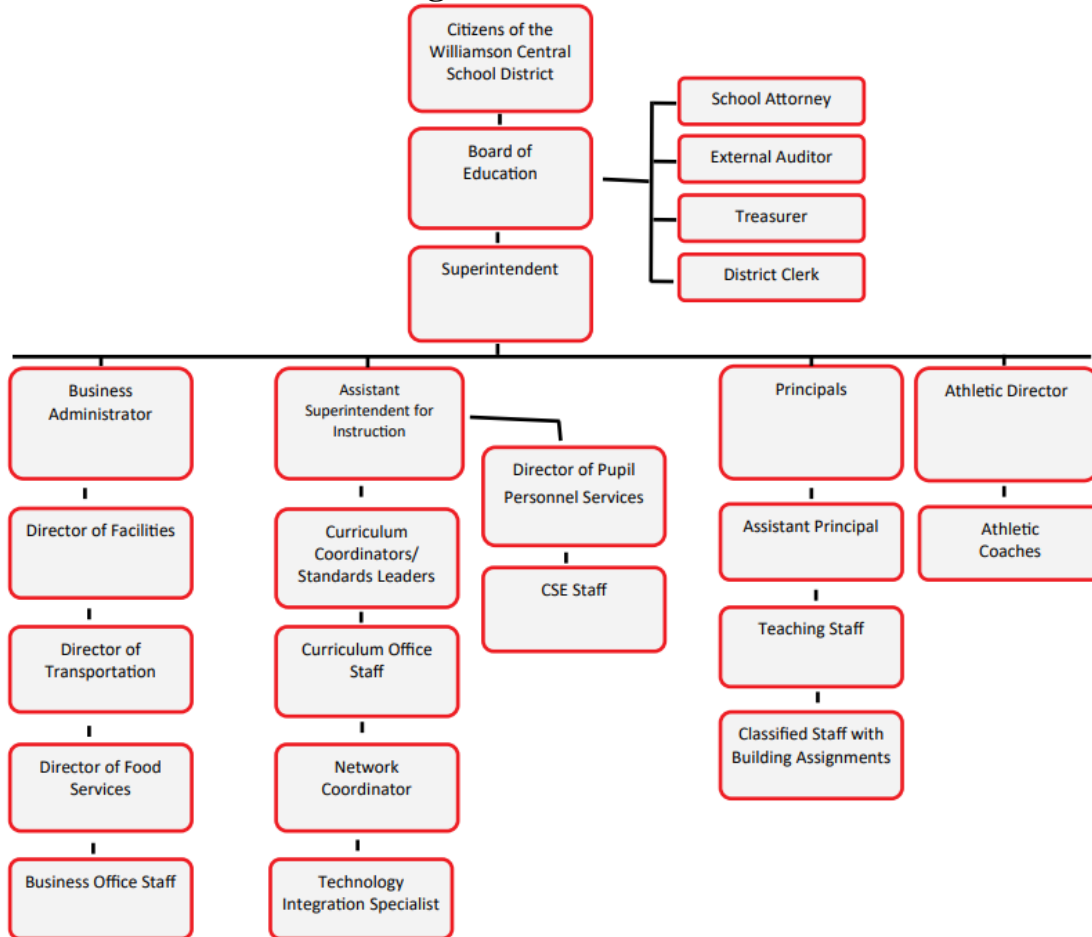 Citizens of the
Williamson Central
School District
School Attorney
Board of
Education
External Auditor
Treasurer
Superintendent
District Clerk
Business
Administrator
Assistant
Superintendent for
Instruction
Principals
Athletic Director
Director of Pupil
Personnel Services
Director of Facilities
Curriculum
Coordinators/
Standards Leaders
Assistant Principal
Athletic
Coaches
CSE Staff
Director of
Transportation
Curriculum Office
Staff
Teaching Staff
Director of Food
Services
Network
Coordinator
Classified Staff with
Building Assignments
Business Office Staff
Technology
Integration Specialist